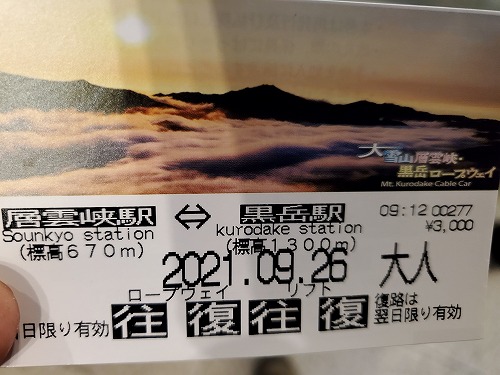 大雪山層雲峡・
黒岳ロープウェイ
Mt. Kurodake Cable Car
層雲峡駅 ⇔ 黒岳駅
Sounkyo station kurodake station
(標高670m) (標高1300m)
09:12 00277
¥3,000
2021.09.26 大人
ロープウェイ リフト
日限り有効 往 復 往 復
復路は
翌日限り有効